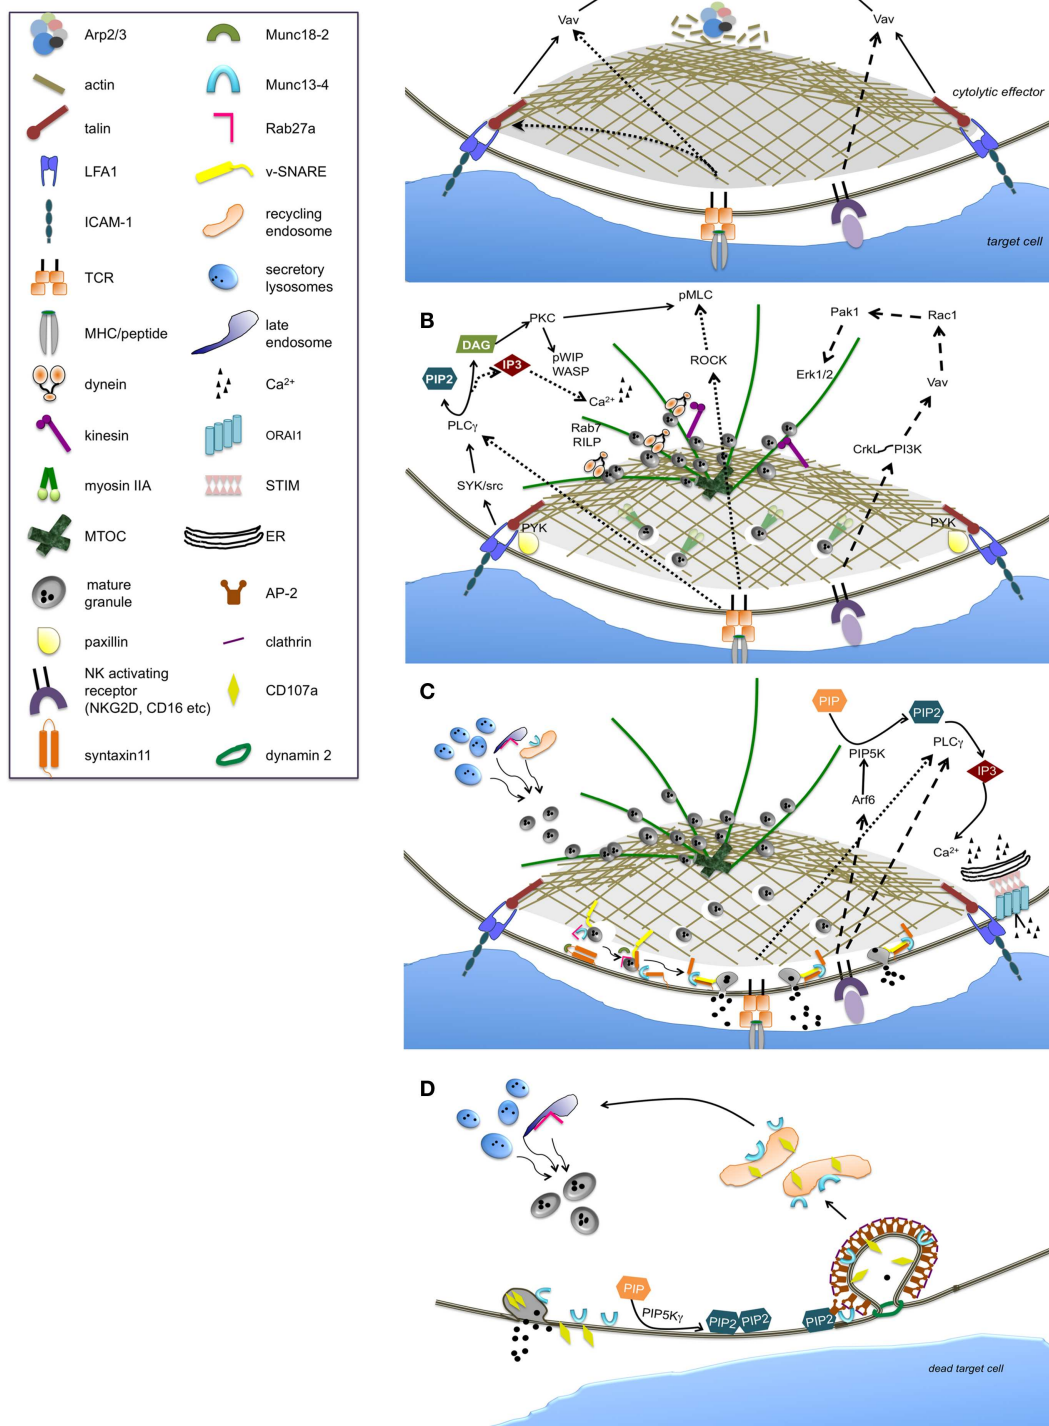 Arp2/3
Munc18-2
actin
Munc13-4
talin
Rab27a
LFA1
v-SNARE
ICAM-1
recycling
endosome
TCR
secretory
lysosomes
MHC/peptide
late
endosome
dynein
Ca2+
kinesin
ORAI1
myosin IIA
STIM
MTOC
ER
mature
granule
AP-2
paxillin
clathrin
NK activating
receptor
(NKG2D, CD16 etc)
CD107a
syntaxin11
dynamin 2
Vav
Vav
cytolytic effector
target cell
B
pMLC
PKC
Pak1
Rac1
DAG
pWIP
WASP
ROCK
IP3
PIP2
Erk1/2
Vav
Ca2+
PLCγ
Rab7
RILP
CrkL
PI3K
SYK/src
PYK
PYK
C
PIP
PIP2
PIP5K
PLCγ
IP3
Arf6
Ca2+
D
PIP
PIP5Kγ
PIP2
PIP2
PIP2
dead target cell